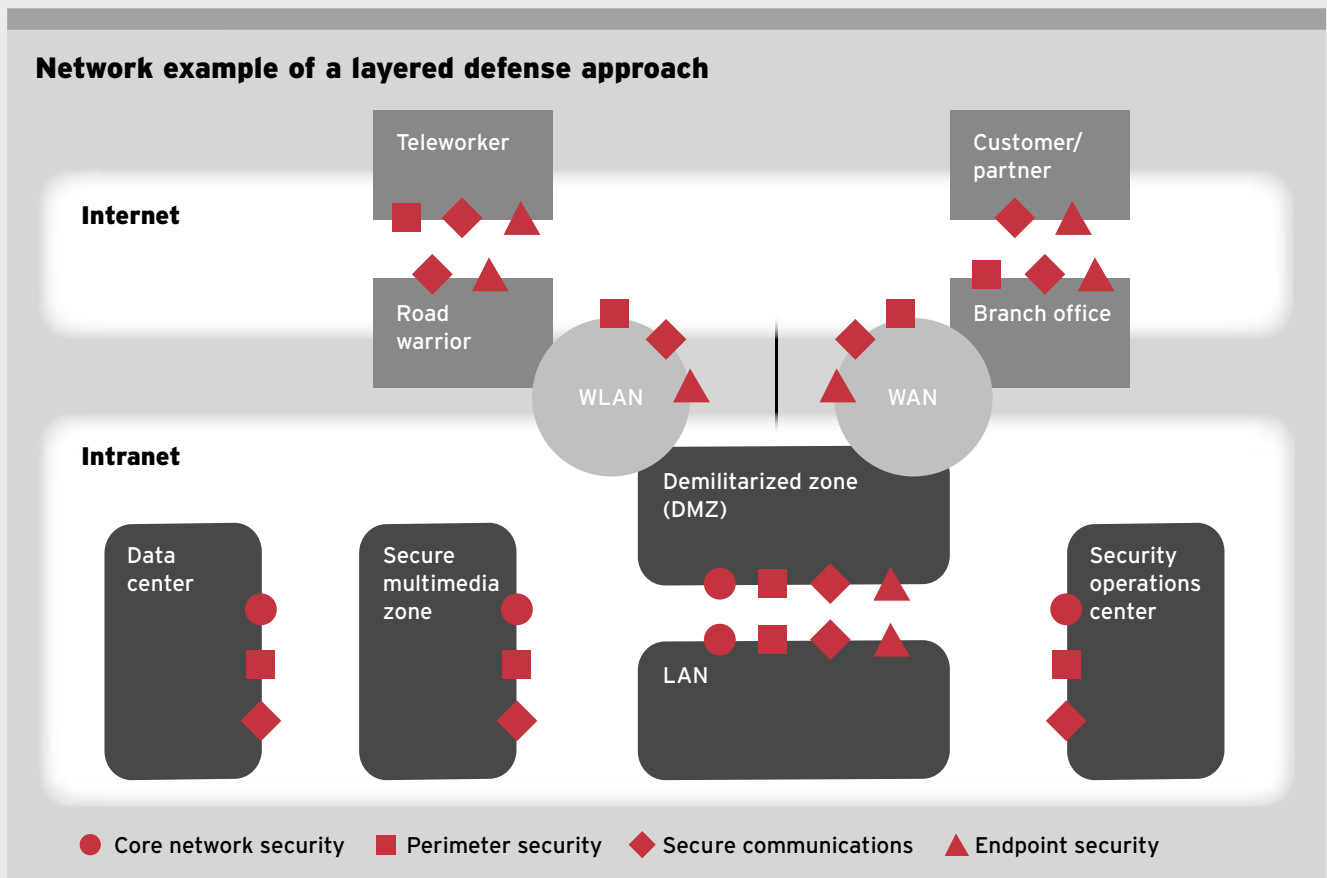 Network example of a layered defense approach
Teleworker
Customer/
partner
Internet
Road
warrior
Branch office
WLAN
WAN
Intranet
Demilitarized zone
(DMZ)
Data
center
Secure
multimedia
zone
Security
operations
center
LAN
Core network security
Perimeter security
Secure communications
Endpoint security